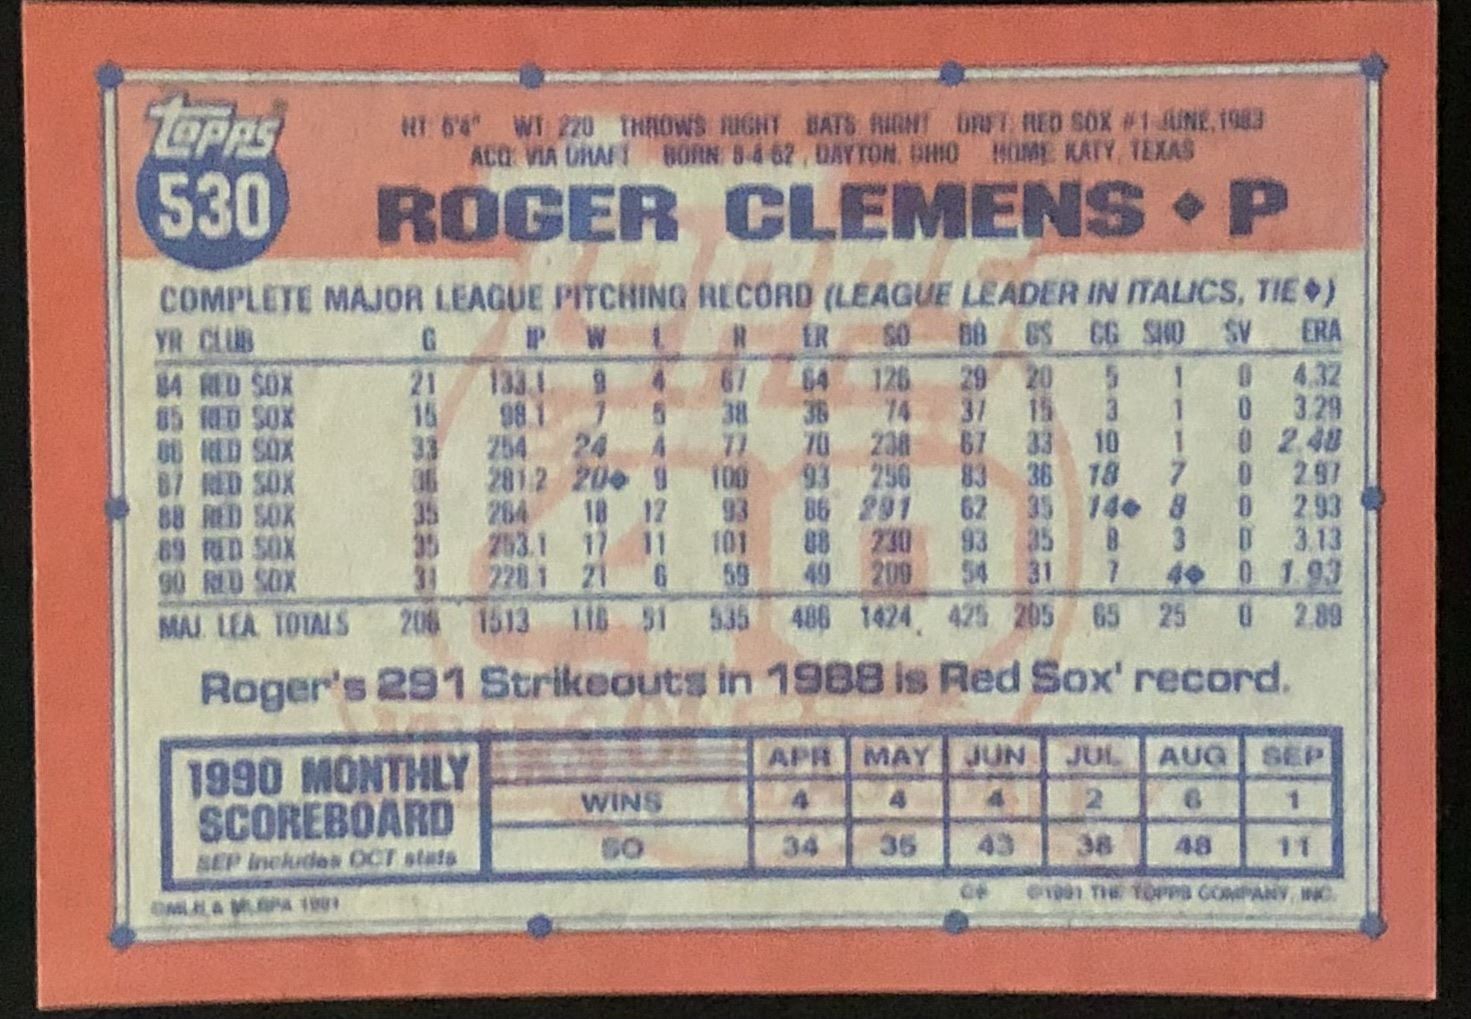 Topps
530
HT: 6'4" WT: 220 THROWS: RIGHT BATS: RIGHT DRFT: RED SOX #1-JUNE, 1983
ACQ: VIA DRAFT BORN: 8-4-62, DAYTON, OHIO HOME: KATY, TEXAS
ROGER CLEMENS ◆ P
COMPLETE MAJOR LEAGUE PITCHING RECORD (LEAGUE LEADER IN ITALICS, TIE◆)
YR CLUB G IP W L R ER SO BB GS CG SHO SV ERA
84 RED SOX 21 133.1 9 4 67 64 126 29 20 5 1 0 4.32
85 RED SOX 15 98.1 7 5 38 36 74 37 15 3 1 0 3.29
86 RED SOX 33 254 24 4 77 70 238 67 33 10 1 0 2.48
87 RED SOX 36 281.2 20◆ 9 100 93 256 83 36 18 7 0 2.97
88 RED SOX 35 264 18 12 93 86 291 62 35 14◆ 8 0 2.93
89 RED SOX 35 253.1 17 11 101 88 230 93 35 8 3 0 3.13
90 RED SOX 31 228.1 21 6 59 49 209 54 31 7 4◆ 0 1.93
MAJ. LEA. TOTALS 206 1513 116 51 535 486 1424 425 205 65 25 0 2.89
Roger's 291 Strikeouts in 1988 is Red Sox' record.
1990 MONTHLY
SCOREBOARD
SEP includes OCT stats
APR MAY JUN JUL AUG SEP
WINS 4 4 4 2 6 1
SO 34 35 43 38 48 11
©MLB & MLBPA 1991
©1991 THE TOPPS COMPANY, INC.